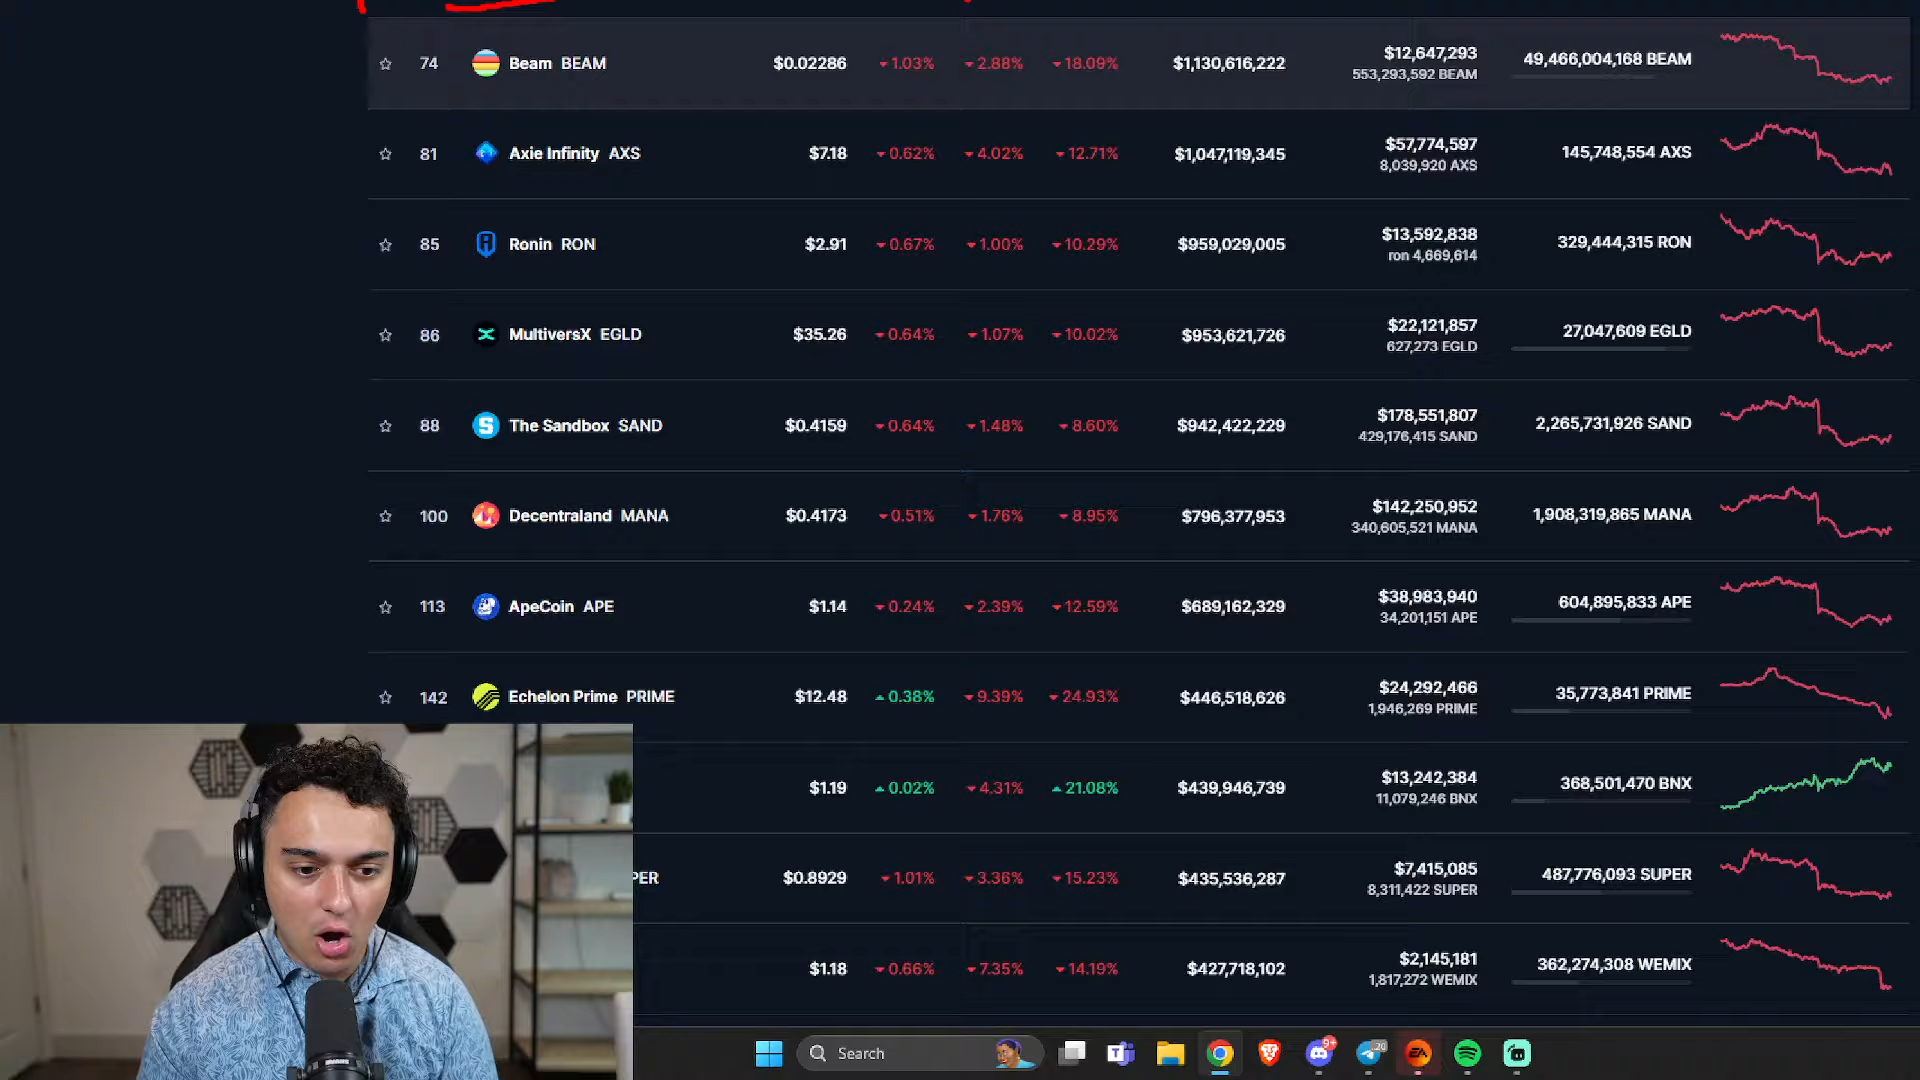 74 Beam BEAM $0.02286 1.03% 2.88% 18.09% $1,130,616,222 $12,647,293 49,466,004,168 BEAM
553,293,592 BEAM
81 Axie Infinity AXS $7.18 0.62% 4.02% 12.71% $1,047,119,345 $57,774,597 145,748,554 AXS
8,039,920 AXS
85 Ronin RON $2.91 0.67% 1.00% 10.29% $959,029,005 $13,592,838 329,444,315 RON
ron 4,669,614
86 MultiversX EGLD $35.26 0.64% 1.07% 10.02% $953,621,726 $22,121,857 27,047,609 EGLD
627,273 EGLD
88 The Sandbox SAND $0.4159 0.64% 1.48% 8.60% $942,422,229 $178,551,807 2,265,731,926 SAND
429,176,415 SAND
100 Decentraland MANA $0.4173 0.51% 1.76% 8.95% $796,377,953 $142,250,952 1,908,319,865 MANA
340,605,521 MANA
113 ApeCoin APE $1.14 0.24% 2.39% 12.59% $689,162,329 $38,983,940 604,895,833 APE
34,201,151 APE
142 Echelon Prime PRIME $12.48 0.38% 9.39% 24.93% $446,518,626 $24,292,466 35,773,841 PRIME
1,946,269 PRIME
$1.19 0.02% 4.31% 21.08% $439,946,739 $13,242,384 368,501,470 BNX
11,079,246 BNX
PER $0.8929 1.01% 3.36% 15.23% $435,536,287 $7,415,085 487,776,093 SUPER
8,311,422 SUPER
$1.18 0.66% 7.35% 14.19% $427,718,102 $2,145,181 362,274,308 WEMIX
1,817,272 WEMIX
Search 9+ 20 EA